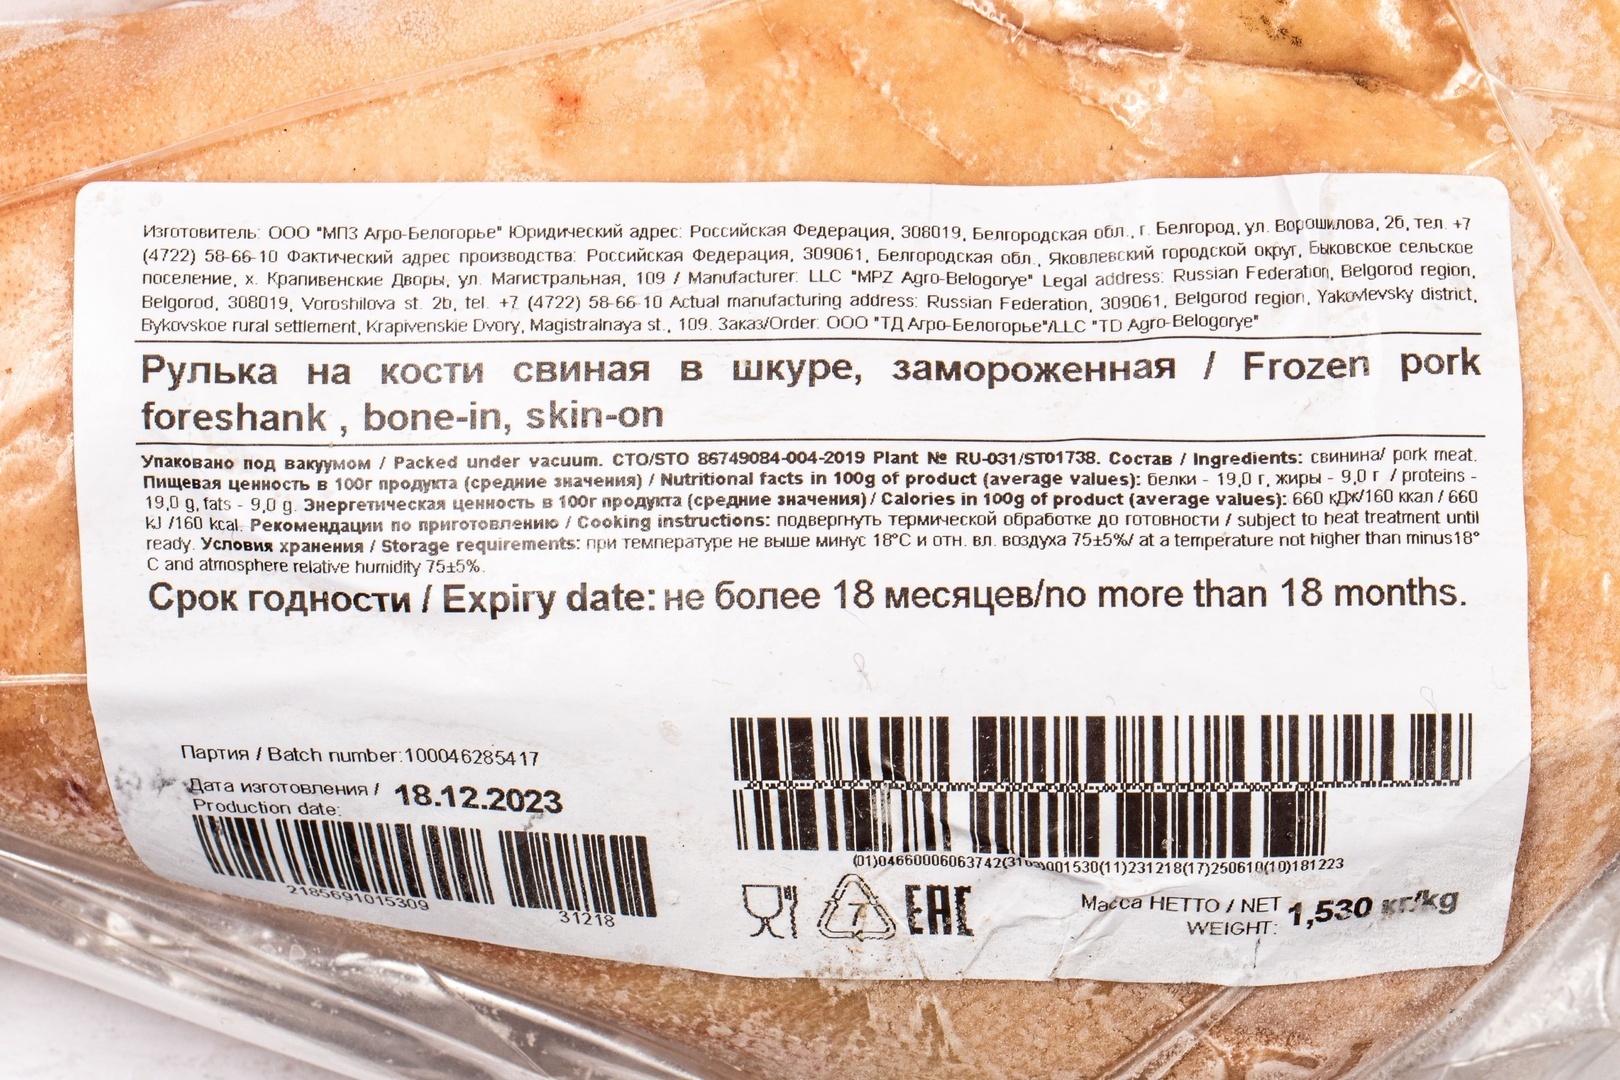 Изготовитель: ООО "МПЗ Агро-Белогорье" Юридический адрес: Российская Федерация, 308019, Белгородская обл., г. Белгород, ул. Ворошилова, 2б, тел. +7
(4722) 58-66-10 Фактический адрес производства: Российская Федерация, 309061, Белгородская обл., Яковлевский городской округ, Быковское сельское
поселение, х. Крапивенские Дворы, ул. Магистральная, 109 / Manufacturer: LLC "MPZ Agro-Belogorye" Legal address: Russian Federation, Belgorod region,
Belgorod, 308019, Voroshilova st. 2b, tel. +7 (4722) 58-66-10 Actual manufacturing address: Russian Federation, 309061, Belgorod region, Yakovlevsky district,
Bykovskoe rural settlement, Krapivenskie Dvory, Magistralnaya st., 109. Заказ/Order: ООО "ТД Агро-Белогорье"/LLC "TD Agro-Belogorye"
Рулька на кости свиная в шкуре, замороженная / Frozen pork
foreshank , bone-in, skin-on
Упаковано под вакуумом / Packed under vacuum. СТО/STO 86749084-004-2019 Plant № RU-031/ST01738. Состав / Ingredients: свинина/ pork meat.
Пищевая ценность в 100г продукта (средние значения) / Nutritional facts in 100g of product (average values): белки - 19,0 г, жиры - 9,0 г / proteins -
19,0 g, fats - 9,0 g. Энергетическая ценность в 100г продукта (средние значения) / Calories in 100g of product (average values): 660 кДж/160 ккал / 660
kJ /160 kcal. Рекомендации по приготовлению / Cooking instructions: подвергнуть термической обработке до готовности / subject to heat treatment until
ready. Условия хранения / Storage requirements: при температуре не выше минус 18°С и отн. вл. воздуха 75±5%/ at a temperature not higher than minus18°
C and atmosphere relative humidity 75±5%.
Срок годности / Expiry date: не более 18 месяцев/no more than 18 months.
Партия / Batch number:100046285417
Дата изготовления / 18.12.2023
Production date:
2185691015309
31218
(01)04660006063742(3103)001530(11)231218(17)250610(10)181223
7
EAC
Масса НЕТТО / NET 1,530 кг/kg
WEIGHT: